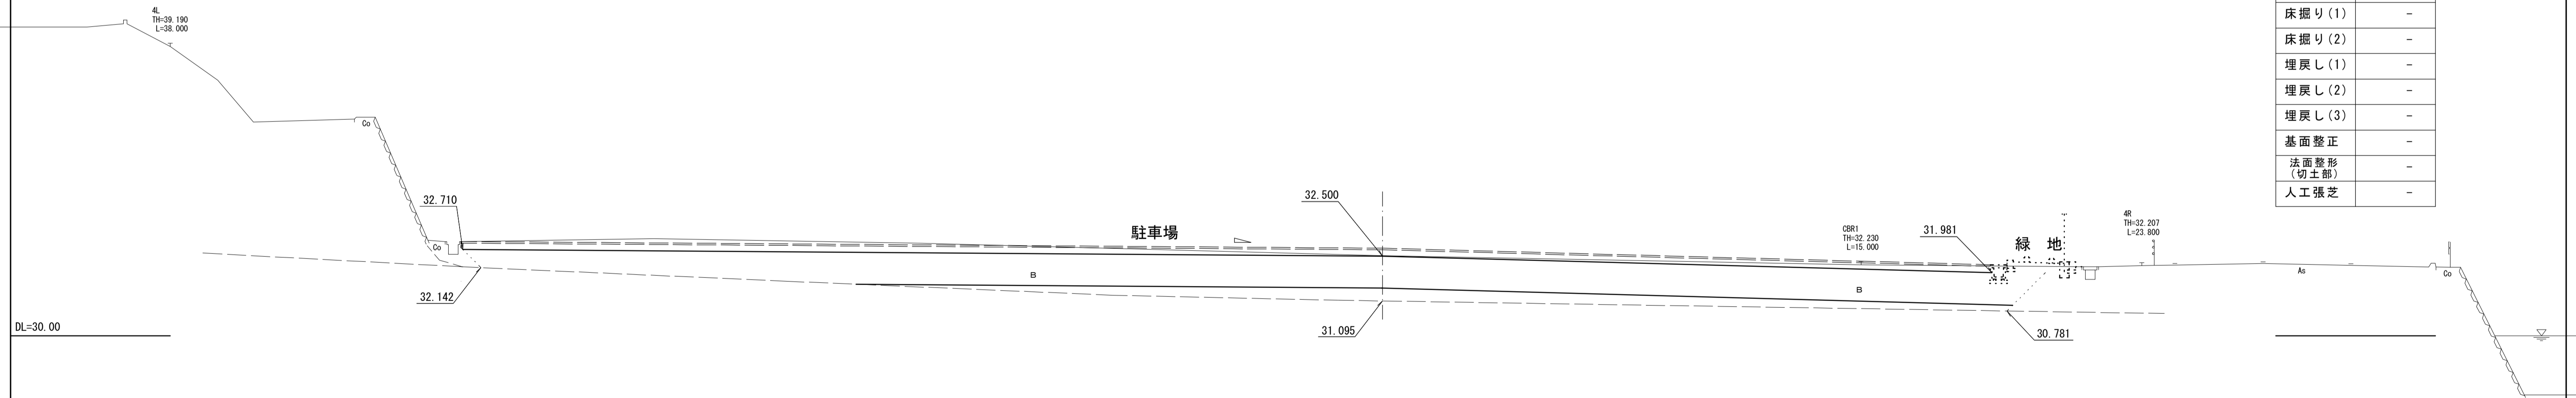 4L
TH=39.190
L=38.000
床掘り(1) -
床掘り(2) -
埋戻し(1) -
埋戻し(2) -
埋戻し(3) -
基面整正 -
法面整形
(切土部) -
人工張芝 -
Co
32.710
32.500
駐車場
CBR1
TH=32.230
L=15.000
31.981
緑 地
4R
TH=32.207
L=23.800
Co
B
B
As
Co
32.142
31.095
30.781
DL=30.00